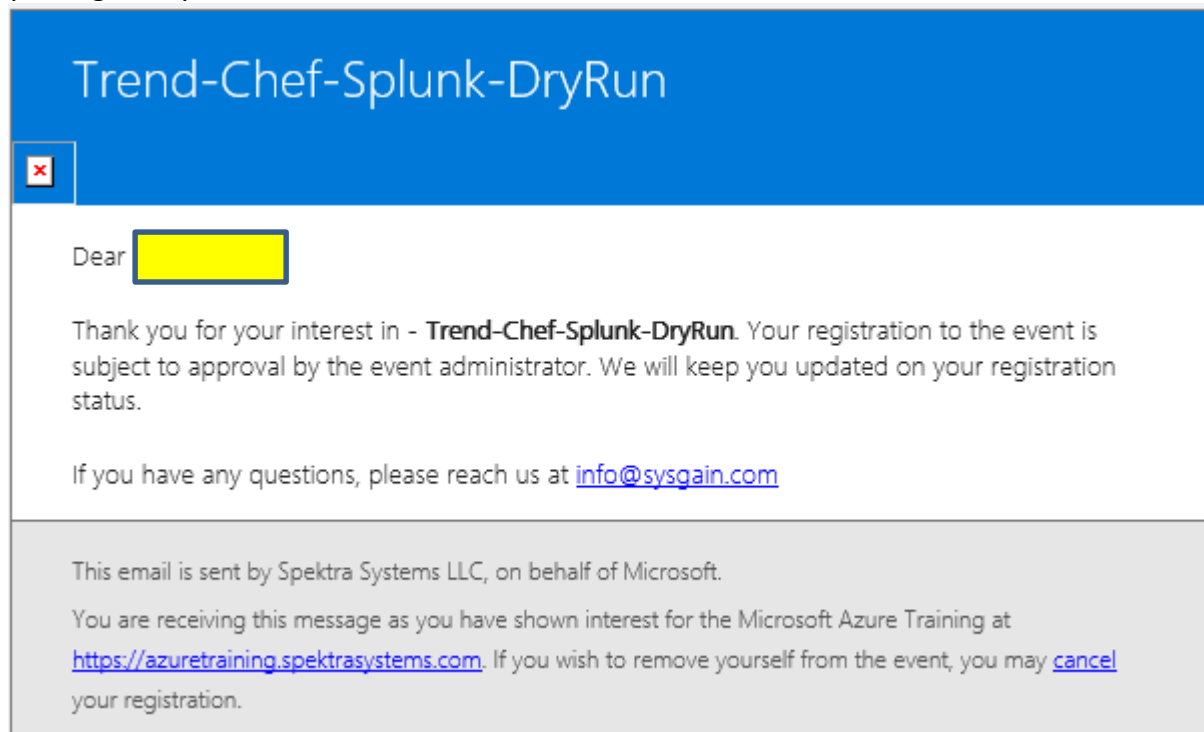 Trend-Chef-Splunk-DryRun
Dear
Thank you for your interest in - Trend-Chef-Splunk-DryRun. Your registration to the event is
subject to approval by the event administrator. We will keep you updated on your registration
status.
If you have any questions, please reach us at info@sysgain.com
This email is sent by Spektra Systems LLC, on behalf of Microsoft.
You are receiving this message as you have shown interest for the Microsoft Azure Training at
https://azuretraining.spektrasystems.com. If you wish to remove yourself from the event, you may cancel
your registration.